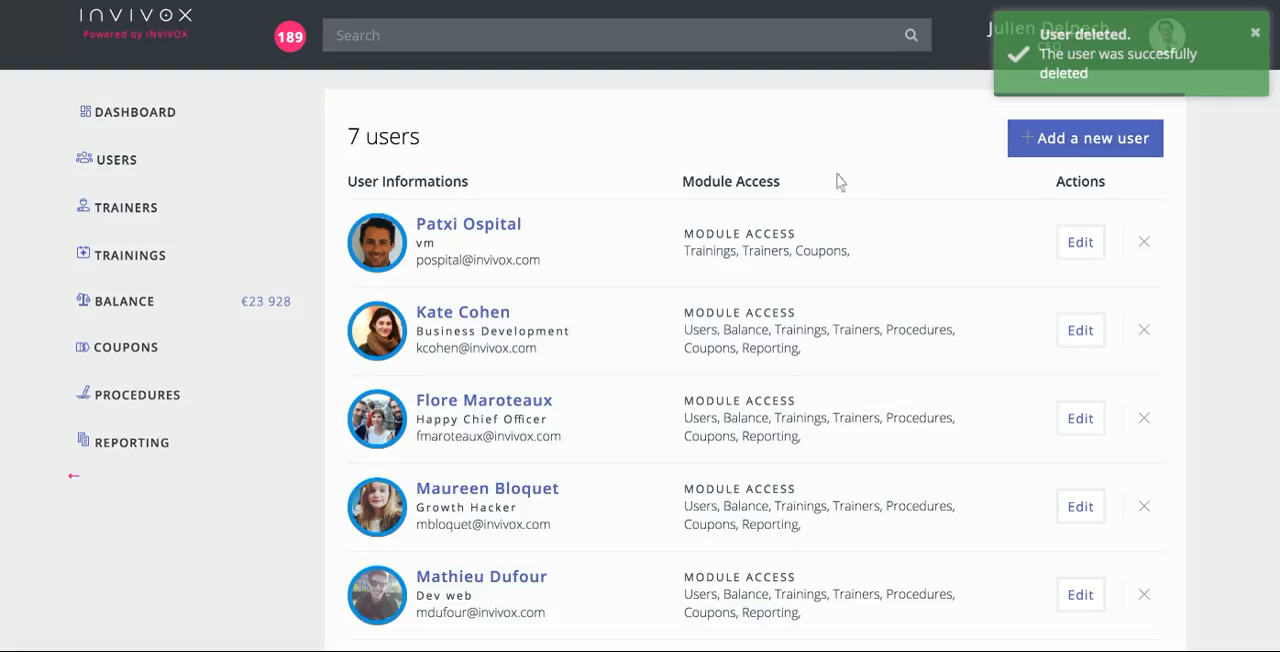 INVIVOX
Powered by iNViVOX
189
Search
Julien Delpech
CEO
User deleted.
The user was succesfully
deleted
×
DASHBOARD
USERS
TRAINERS
TRAININGS
BALANCE €23 928
COUPONS
PROCEDURES
REPORTING
←
7 users
+ Add a new user
User Informations Module Access Actions
Patxi Ospital
vm
pospital@invivox.com
MODULE ACCESS
Trainings, Trainers, Coupons,
Edit
Kate Cohen
Business Development
kcohen@invivox.com
MODULE ACCESS
Users, Balance, Trainings, Trainers, Procedures,
Coupons, Reporting,
Edit
Flore Maroteaux
Happy Chief Officer
fmaroteaux@invivox.com
MODULE ACCESS
Users, Balance, Trainings, Trainers, Procedures,
Coupons, Reporting,
Edit
Maureen Bloquet
Growth Hacker
mbloquet@invivox.com
MODULE ACCESS
Users, Balance, Trainings, Trainers, Procedures,
Coupons, Reporting,
Edit
Mathieu Dufour
Dev web
mdufour@invivox.com
MODULE ACCESS
Users, Balance, Trainings, Trainers, Procedures,
Coupons, Reporting,
Edit